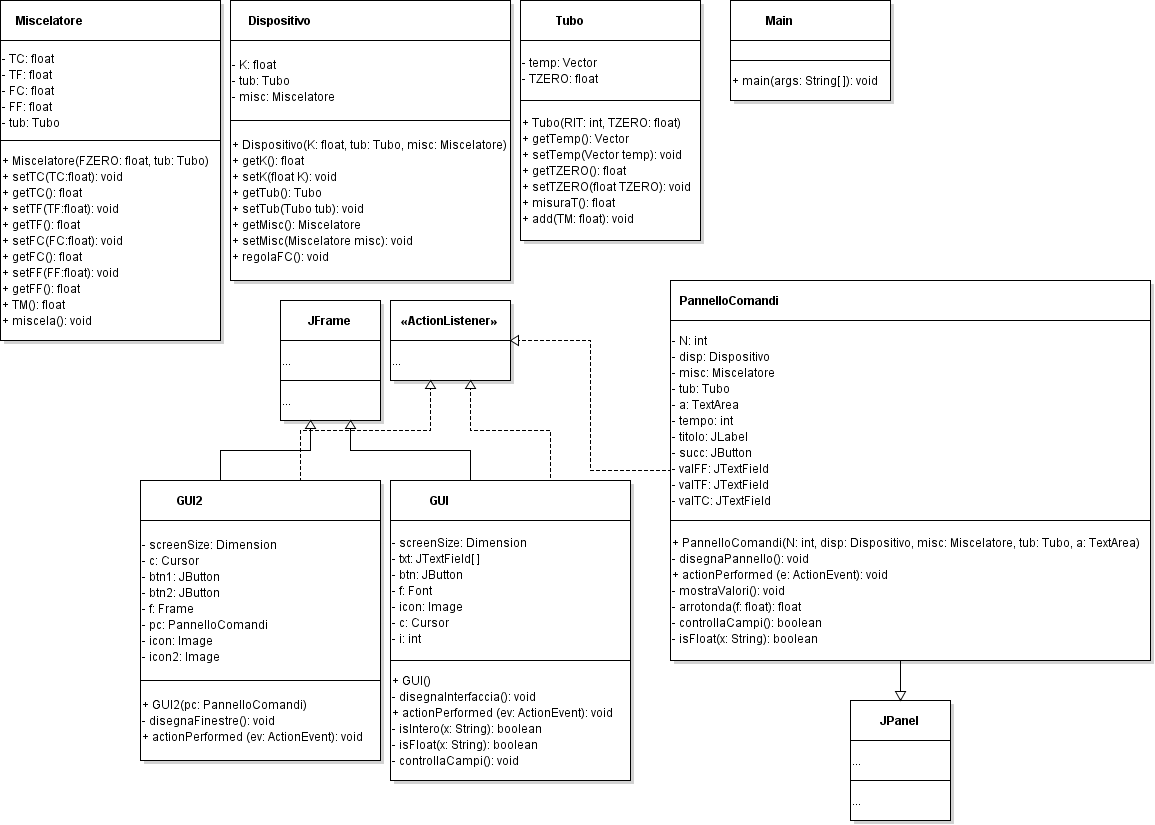 Miscelatore
- TC: float
- TF: float
- FC: float
- FF: float
- tub: Tubo
+ Miscelatore(FZERO: float, tub: Tubo)
+ setTC(TC:float): void
+ getTC(): float
+ setTF(TF:float): void
+ getTF(): float
+ setFC(FC:float): void
+ getFC(): float
+ setFF(FF:float): void
+ getFF(): float
+ TM(): float
+ miscela(): void
Dispositivo
- K: float
- tub: Tubo
- misc: Miscelatore
+ Dispositivo(K: float, tub: Tubo, misc: Miscelatore)
+ getK(): float
+ setK(float K): void
+ getTub(): Tubo
+ setTub(Tubo tub): void
+ getMisc(): Miscelatore
+ setMisc(Miscelatore misc): void
+ regolaFC(): void
Tubo
- temp: Vector
- TZERO: float
+ Tubo(RIT: int, TZERO: float)
+ getTemp(): Vector
+ setTemp(Vector temp): void
+ getTZERO(): float
+ setTZERO(float TZERO): void
+ misuraT(): float
+ add(TM: float): void
Main
+ main(args: String[]): void
JFrame
...
...
«ActionListener»
...
PannelloComandi
- N: int
- disp: Dispositivo
- misc: Miscelatore
- tub: Tubo
- a: TextArea
- tempo: int
- titolo: JLabel
- succ: JButton
- valFF: JTextField
- valTF: JTextField
- valTC: JTextField
+ PannelloComandi(N: int, disp: Dispositivo, misc: Miscelatore, tub: Tubo, a: TextArea)
- disegnaPannello(): void
+ actionPerformed (e: ActionEvent): void
- mostraValori(): void
- arrotonda(f: float): float
- controllaCampi(): boolean
- isFloat(x: String): boolean
GUI2
- screenSize: Dimension
- c: Cursor
- btn1: JButton
- btn2: JButton
- f: Frame
- pc: PannelloComandi
- icon: Image
- icon2: Image
+ GUI2(pc: PannelloComandi)
- disegnaFinestre(): void
+ actionPerformed (ev: ActionEvent): void
GUI
- screenSize: Dimension
- txt: JTextField[]
- btn: JButton
- f: Font
- icon: Image
- c: Cursor
- i: int
+ GUI()
- disegnaInterfaccia(): void
+ actionPerformed (ev: ActionEvent): void
- isIntero(x: String): boolean
- isFloat(x: String): boolean
- controllaCampi(): void
JPanel
...
...